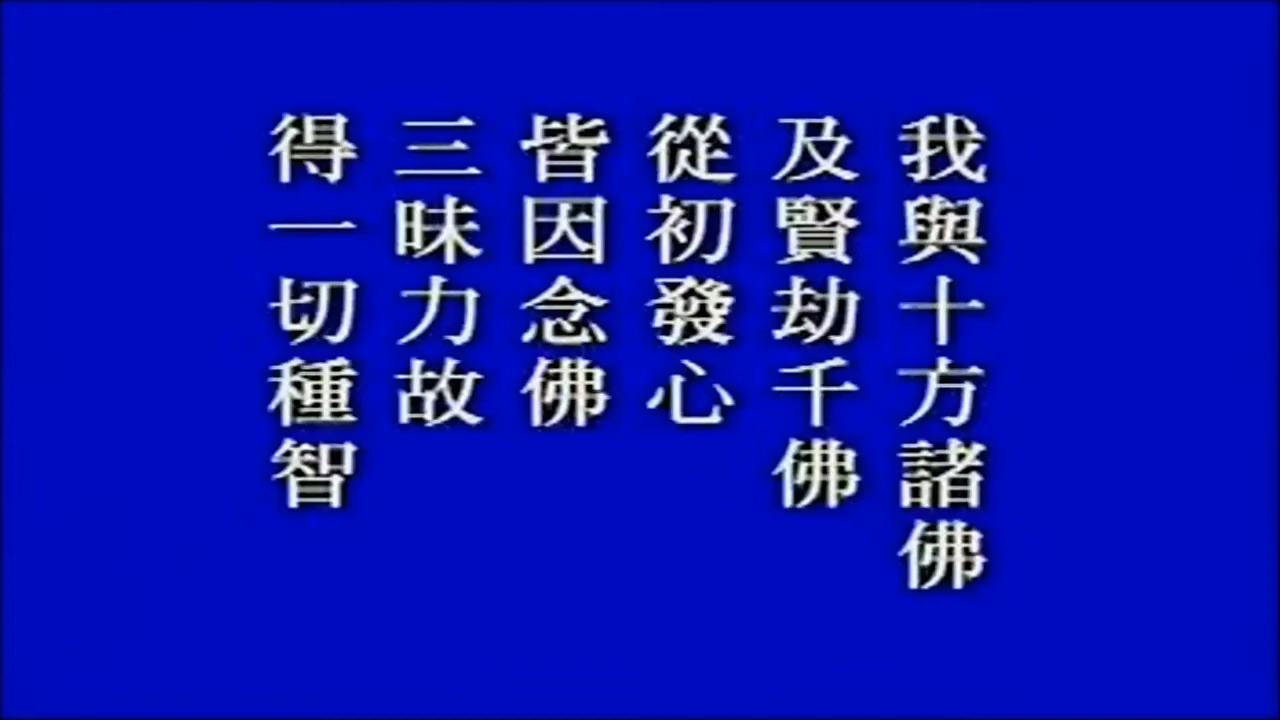 我與十方諸佛
及賢劫千佛
從初發心
皆因念佛
三昧力故
得一切種智